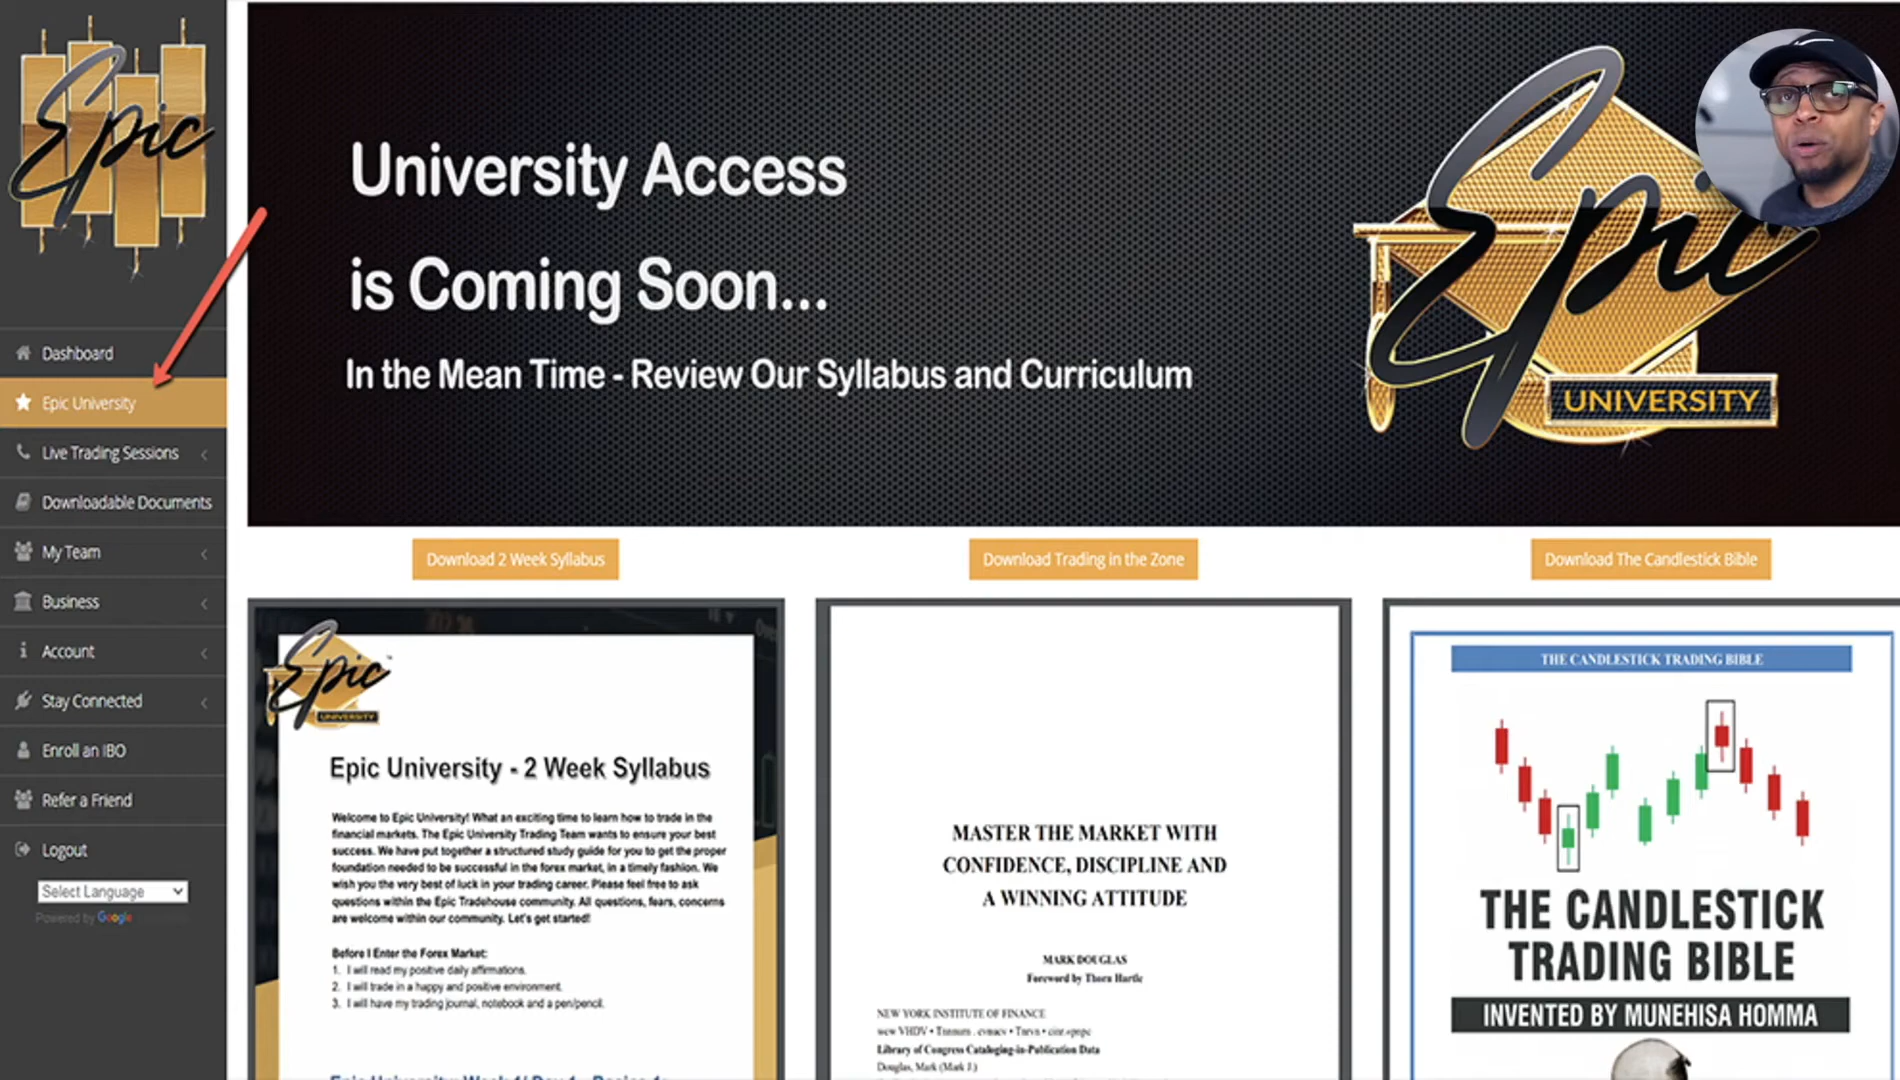 Epic
Dashboard
Epic University
Live Trading Sessions
Downloadable Documents
My Team
Business
Account
Stay Connected
Enroll an IBO
Refer a Friend
Logout
Select Language
Powered by Google
University Access
is Coming Soon...
In the Mean Time - Review Our Syllabus and Curriculum
Epic
UNIVERSITY
Download 2 Week Syllabus
Download Trading in the Zone
Download The Candlestick Bible
Epic
UNIVERSITY
Epic University - 2 Week Syllabus
Welcome to Epic University! What an exciting time to learn how to trade in the
financial markets. The Epic University Trading Team wants to ensure your best
success. We have put together a structured study guide for you to get the proper
foundation needed to be successful in the forex market, in a timely fashion. We
wish you the very best of luck in your trading career. Please feel free to ask
questions within the Epic Tradehouse community. All questions, fears, concerns
are welcome within our community. Let's get started!
Before I Enter the Forex Market:
1. I will read my positive daily affirmations.
2. I will trade in a happy and positive environment.
3. I will have my trading journal, notebook and a pen/pencil.
MASTER THE MARKET WITH
CONFIDENCE, DISCIPLINE AND
A WINNING ATTITUDE
MARK DOUGLAS
Foreword by Thorn Hartle
NEW YORK INSTITUTE OF FINANCE
Library of Congress Cataloging-in-Publication Data
Douglas, Mark (Mark J.)
THE CANDLESTICK TRADING BIBLE
THE CANDLESTICK
TRADING BIBLE
INVENTED BY MUNEHISA HOMMA